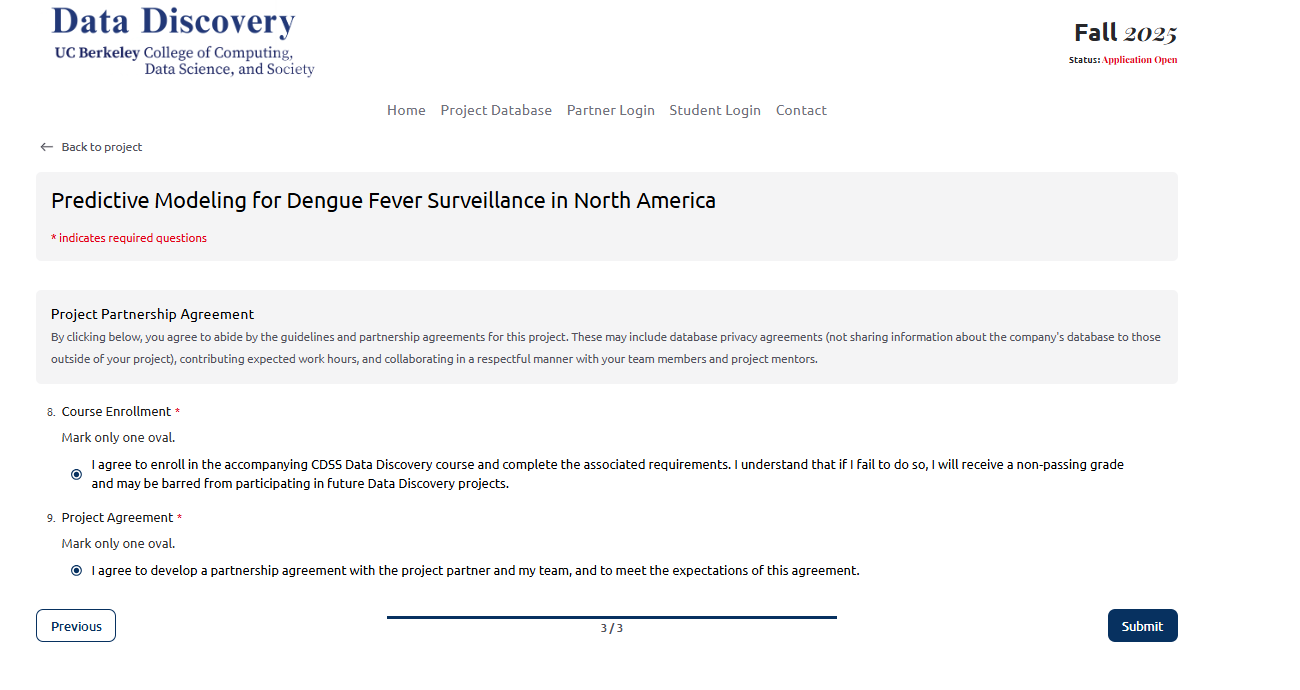 Data Discovery
UC Berkeley College of Computing,
Data Science, and Society
Fall 2025
Status: Application Open
Home Project Database Partner Login Student Login Contact
← Back to project
Predictive Modeling for Dengue Fever Surveillance in North America
* indicates required questions
Project Partnership Agreement
By clicking below, you agree to abide by the guidelines and partnership agreements for this project. These may include database privacy agreements (not sharing information about the company's database to those
outside of your project), contributing expected work hours, and collaborating in a respectful manner with your team members and project mentors.
8. Course Enrollment *
Mark only one oval.
I agree to enroll in the accompanying CDSS Data Discovery course and complete the associated requirements. I understand that if I fail to do so, I will receive a non-passing grade
and may be barred from participating in future Data Discovery projects.
9. Project Agreement *
Mark only one oval.
I agree to develop a partnership agreement with the project partner and my team, and to meet the expectations of this agreement.
Previous
3 / 3
Submit